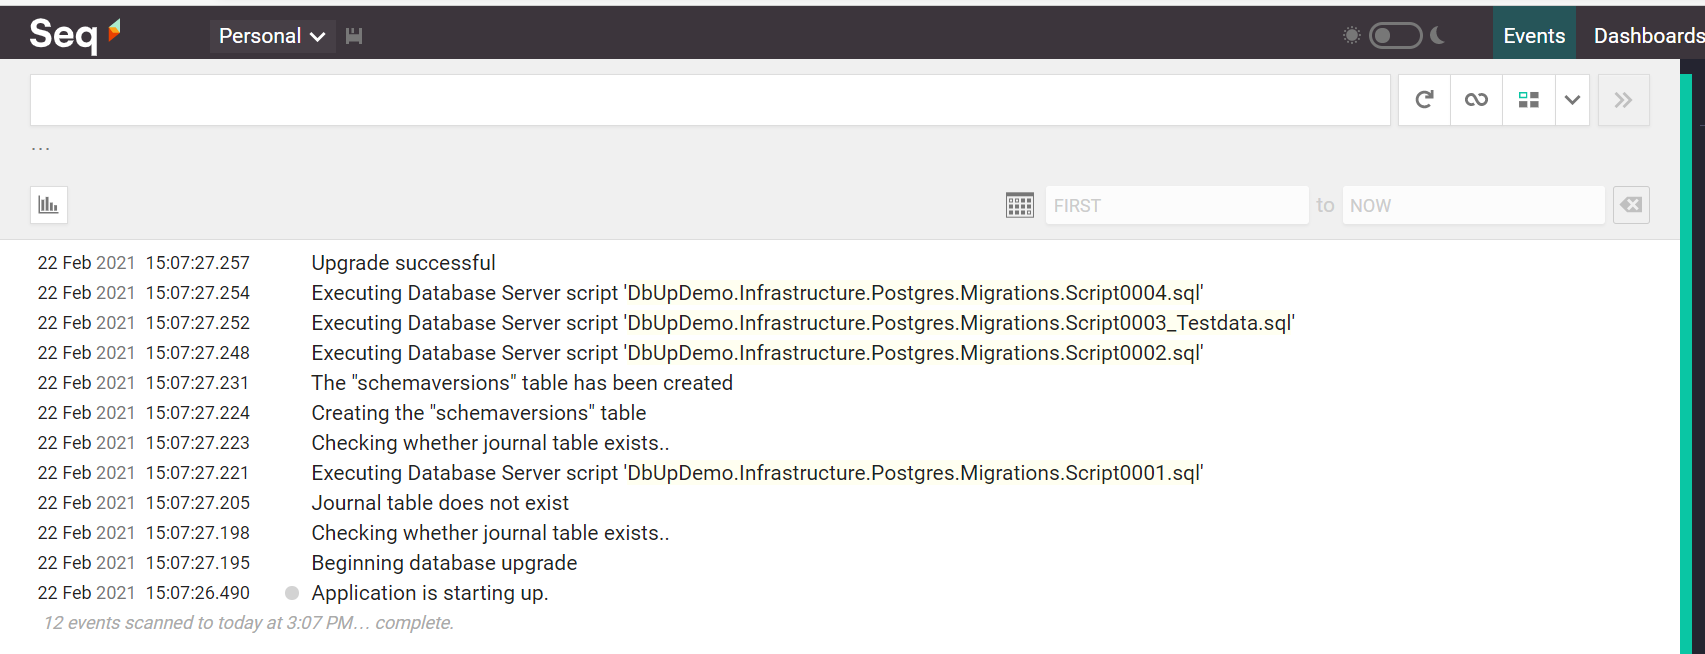 Seq Personal Events Dashboards
...
FIRST to NOW
22 Feb 2021 15:07:27.257 Upgrade successful
22 Feb 2021 15:07:27.254 Executing Database Server script 'DbUpDemo.Infrastructure.Postgres.Migrations.Script0004.sql'
22 Feb 2021 15:07:27.252 Executing Database Server script 'DbUpDemo.Infrastructure.Postgres.Migrations.Script0003_Testdata.sql'
22 Feb 2021 15:07:27.248 Executing Database Server script 'DbUpDemo.Infrastructure.Postgres.Migrations.Script0002.sql'
22 Feb 2021 15:07:27.231 The "schemaversions" table has been created
22 Feb 2021 15:07:27.224 Creating the "schemaversions" table
22 Feb 2021 15:07:27.223 Checking whether journal table exists..
22 Feb 2021 15:07:27.221 Executing Database Server script 'DbUpDemo.Infrastructure.Postgres.Migrations.Script0001.sql'
22 Feb 2021 15:07:27.205 Journal table does not exist
22 Feb 2021 15:07:27.198 Checking whether journal table exists..
22 Feb 2021 15:07:27.195 Beginning database upgrade
22 Feb 2021 15:07:26.490 Application is starting up.
12 events scanned to today at 3:07 PM... complete.